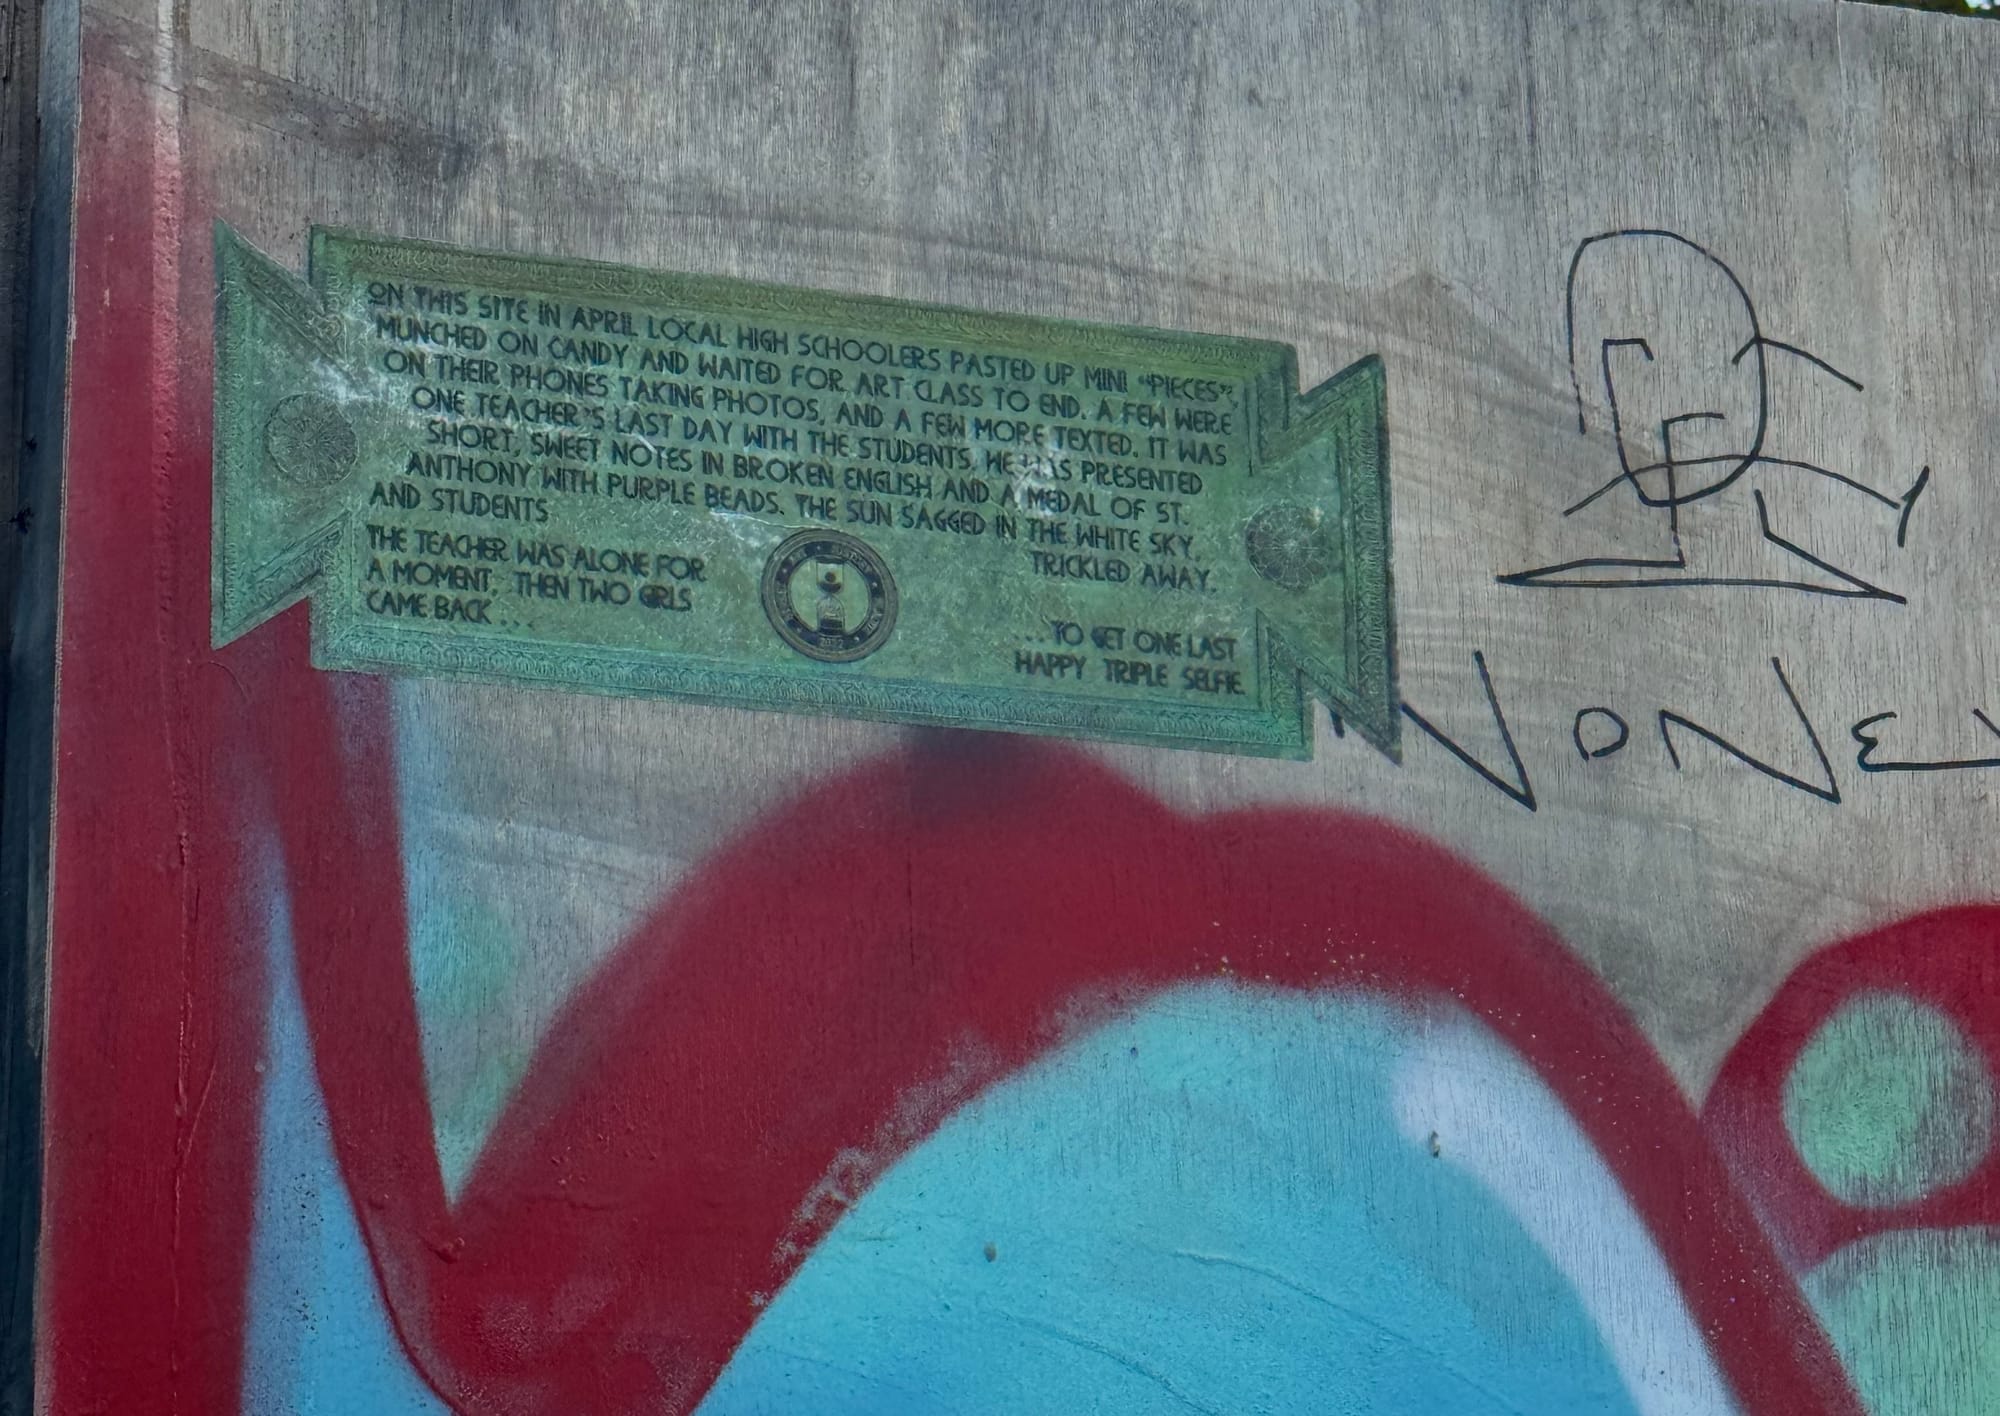 ON THIS SITE IN APRIL LOCAL HIGH SCHOOLERS PASTED UP MINI "PIECES",
MUNCHED ON CANDY AND WAITED FOR ART CLASS TO END. A FEW WERE
ON THEIR PHONES TAKING PHOTOS, AND A FEW MORE TEXTED. IT WAS
ONE TEACHER'S LAST DAY WITH THE STUDENTS. HE WAS PRESENTED
SHORT, SWEET NOTES IN BROKEN ENGLISH AND A MEDAL OF ST.
ANTHONY WITH PURPLE BEADS. THE SUN SAGGED IN THE WHITE SKY,
AND STUDENTS
TRICKLED AWAY.
THE TEACHER WAS ALONE FOR
A MOMENT, THEN TWO GIRLS
CAME BACK . . .
. . . TO GET ONE LAST
HAPPY TRIPLE SELFIE.